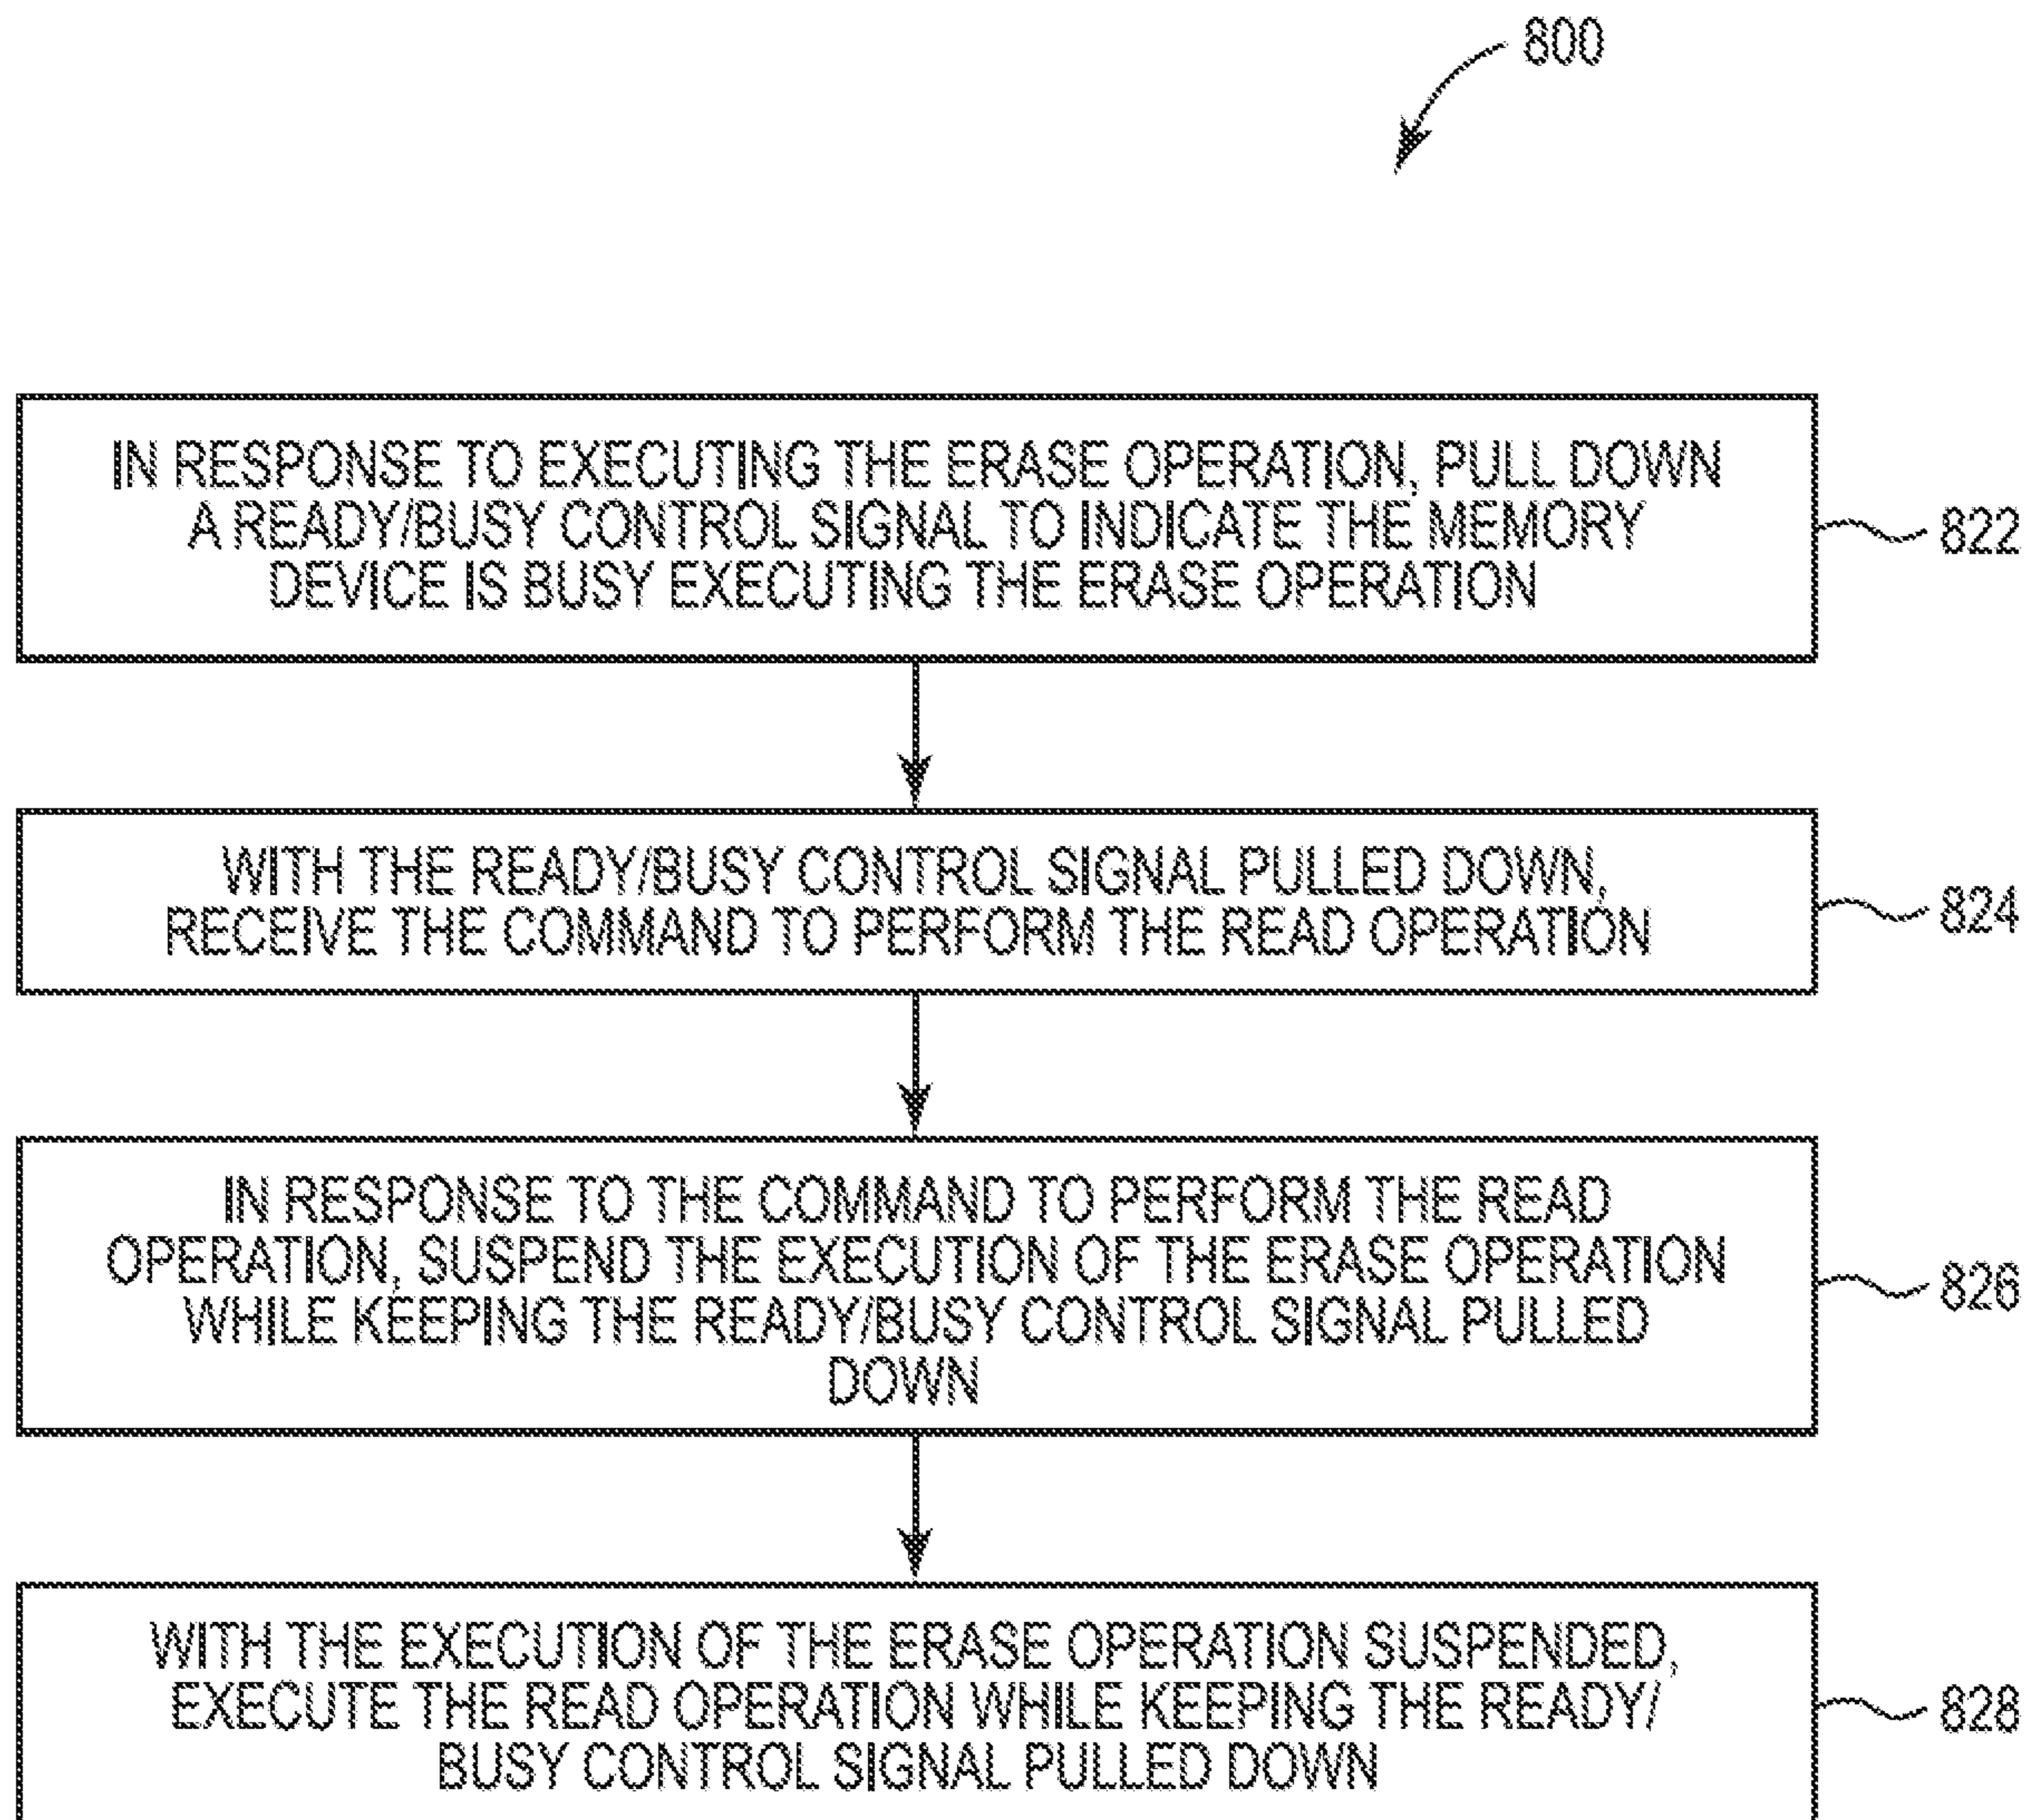 800
IN RESPONSE TO EXECUTING THE ERASE OPERATION, PULL DOWN
A READY/BUSY CONTROL SIGNAL TO INDICATE THE MEMORY
DEVICE IS BUSY EXECUTING THE ERASE OPERATION
822
WITH THE READY/BUSY CONTROL SIGNAL PULLED DOWN,
RECEIVE THE COMMAND TO PERFORM THE READ OPERATION
824
IN RESPONSE TO THE COMMAND TO PERFORM THE READ
OPERATION, SUSPEND THE EXECUTION OF THE ERASE OPERATION
WHILE KEEPING THE READY/BUSY CONTROL SIGNAL PULLED
DOWN
826
WITH THE EXECUTION OF THE ERASE OPERATION SUSPENDED,
EXECUTE THE READ OPERATION WHILE KEEPING THE READY/
BUSY CONTROL SIGNAL PULLED DOWN
828